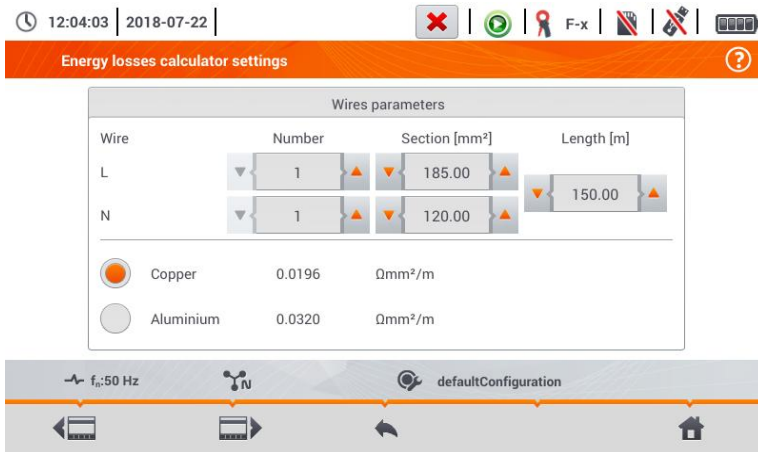 12:04:03 2018-07-22 F-x
Energy losses calculator settings ?
Wires parameters
Wire Number Section [mm²] Length [m]
L 1 185.00
150.00
N 1 120.00
Copper 0.0196 Ωmm²/m
Aluminium 0.0320 Ωmm²/m
fₙ:50 Hz N defaultConfiguration